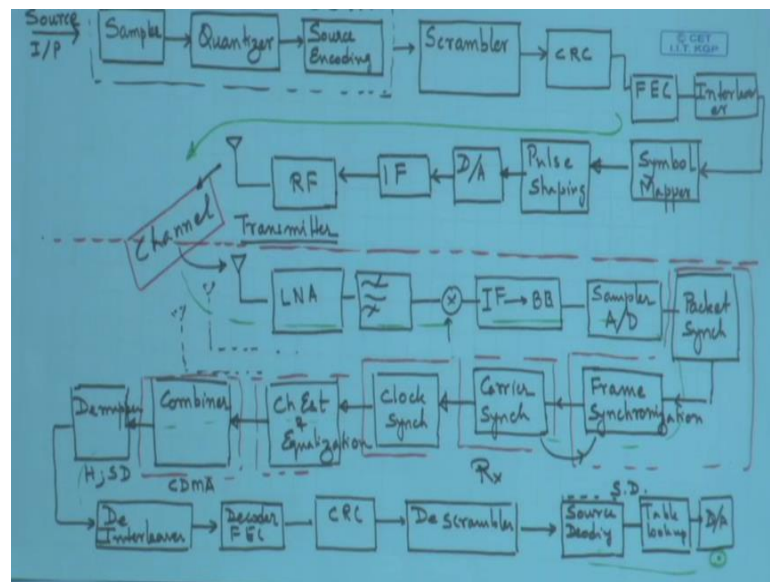 Source
I/P
Sampler
Quantizer
Source
Encoding
Scrambler
CRC
© CET
I.I.T. KGP
FEC
Interleav
er
RF
IF
D/A
Pulse
Shaping
Symbol
Mapper
Channel
Transmitter
LNA
IF → BB
Sampler
A/D
Packet
Synch
Demapper
Combiner
Ch Est
&
Equalization
Clock
Synch
Carrier
Synch
Frame
Synchronization
H;SD
CDMA
Rx
S.D.
De
Interleaver
Decoder
FEC
CRC
De Scrambler
Source
Decoding
Table
lookup
D/A